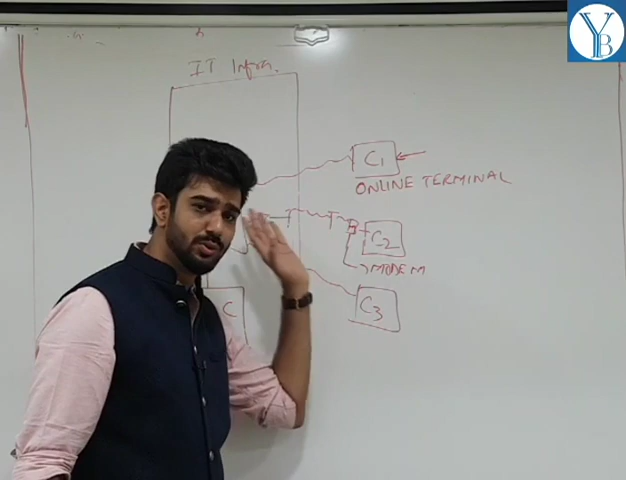 YB
IT Infra.
C1
ONLINE TERMINAL
C2
MODEM
C
C3